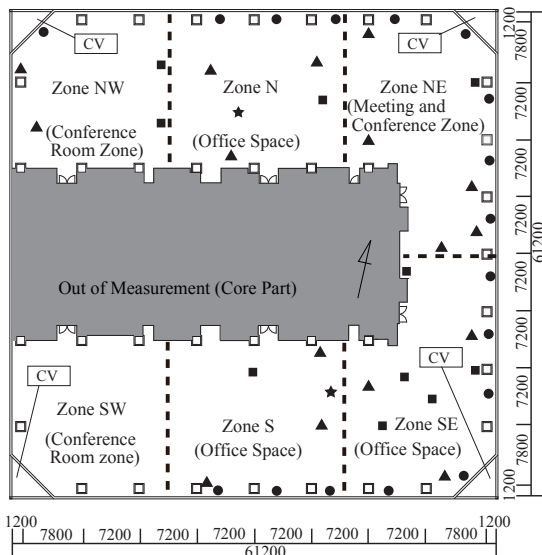 CV
CV
Zone NW
Zone N
Zone NE
(Meeting and
Conference Zone)
(Conference
Room Zone)
(Office Space)
Out of Measurement (Core Part)
CV
CV
Zone SW
(Conference
Room zone)
Zone S
(Office Space)
Zone SE
(Office Space)
1200
7800
7200
7200
7200
7200
7200
7200
7800
1200
61200
1200
7800
7200
7200
7200
7200
7200
7200
7800
1200
61200